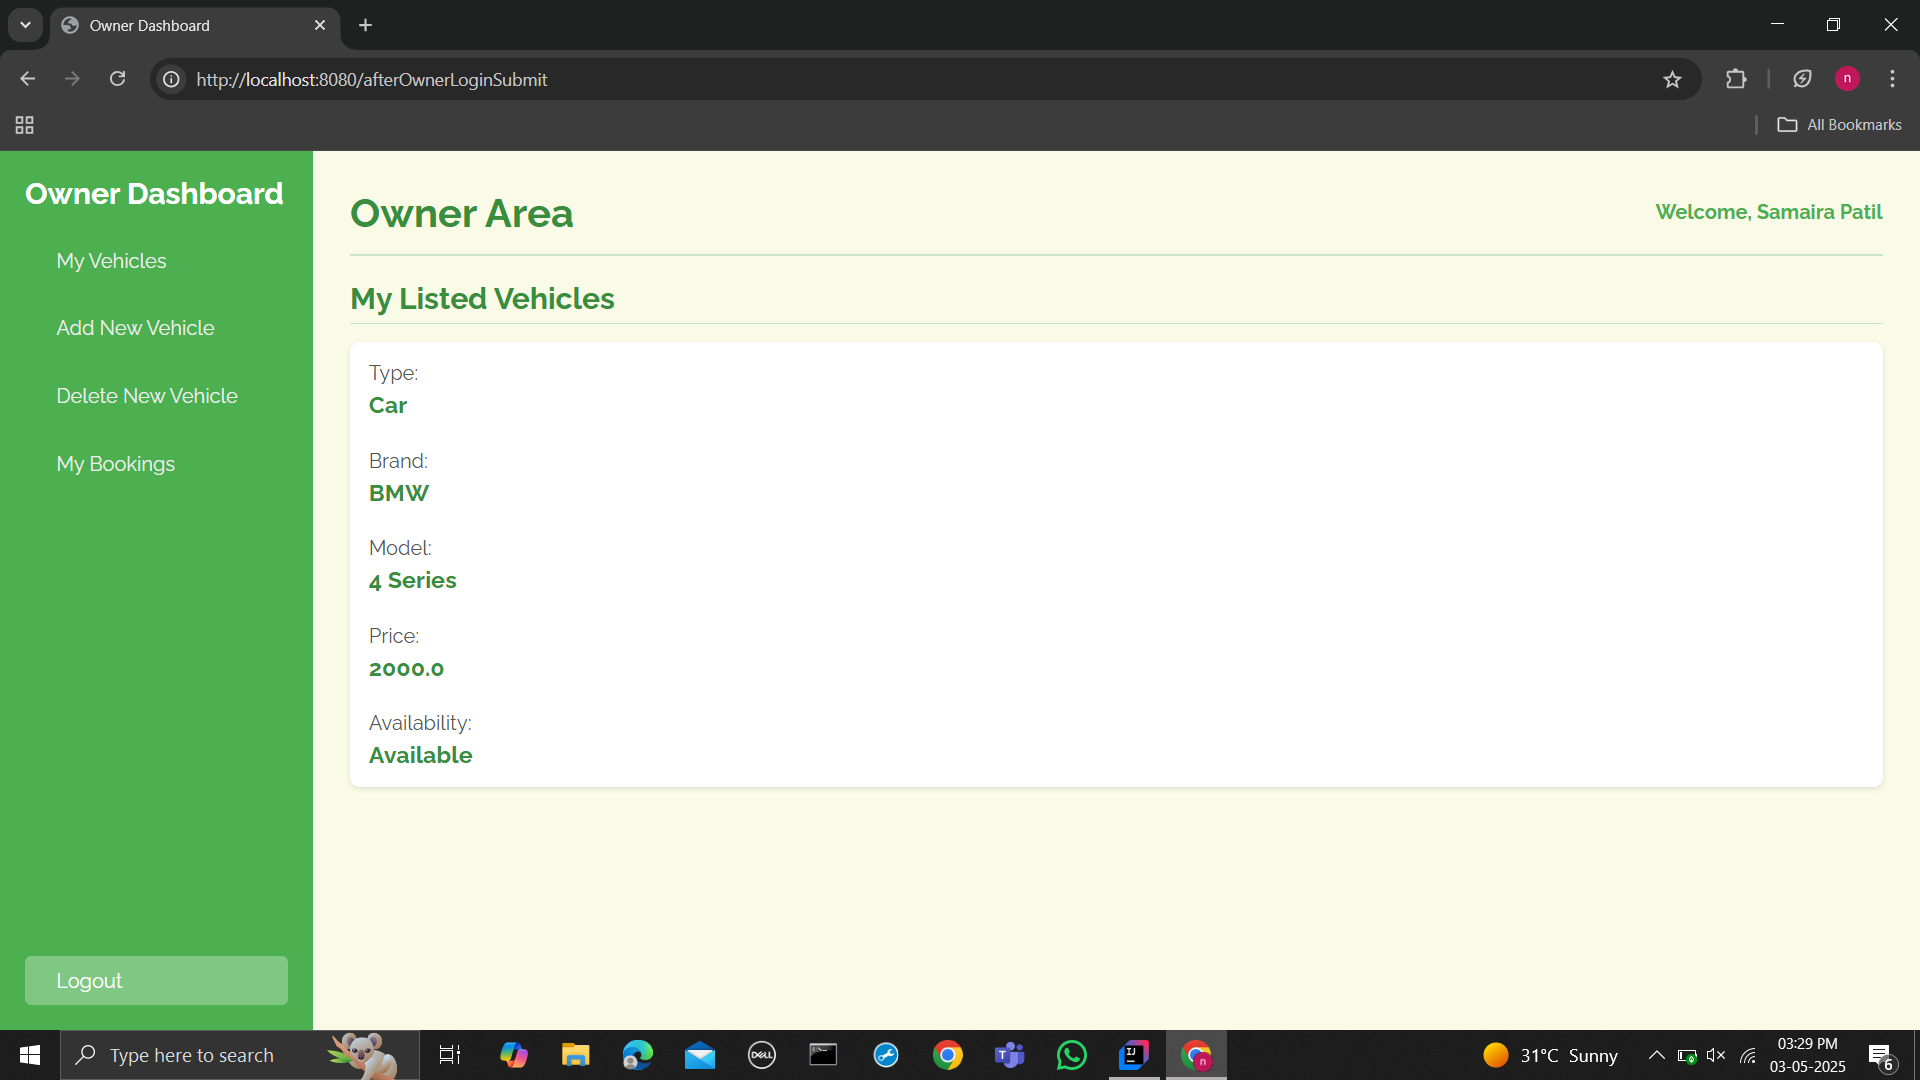 Owner Dashboard
http://localhost:8080/afterOwnerLoginSubmit
n
All Bookmarks
Owner Dashboard
My Vehicles
Add New Vehicle
Delete New Vehicle
My Bookings
Logout
Owner Area
Welcome, Samaira Patil
My Listed Vehicles
Type:
Car
Brand:
BMW
Model:
4 Series
Price:
2000.0
Availability:
Available
Type here to search
DELL
T
IJ
n
31°C Sunny
03:29 PM
03-05-2025
6